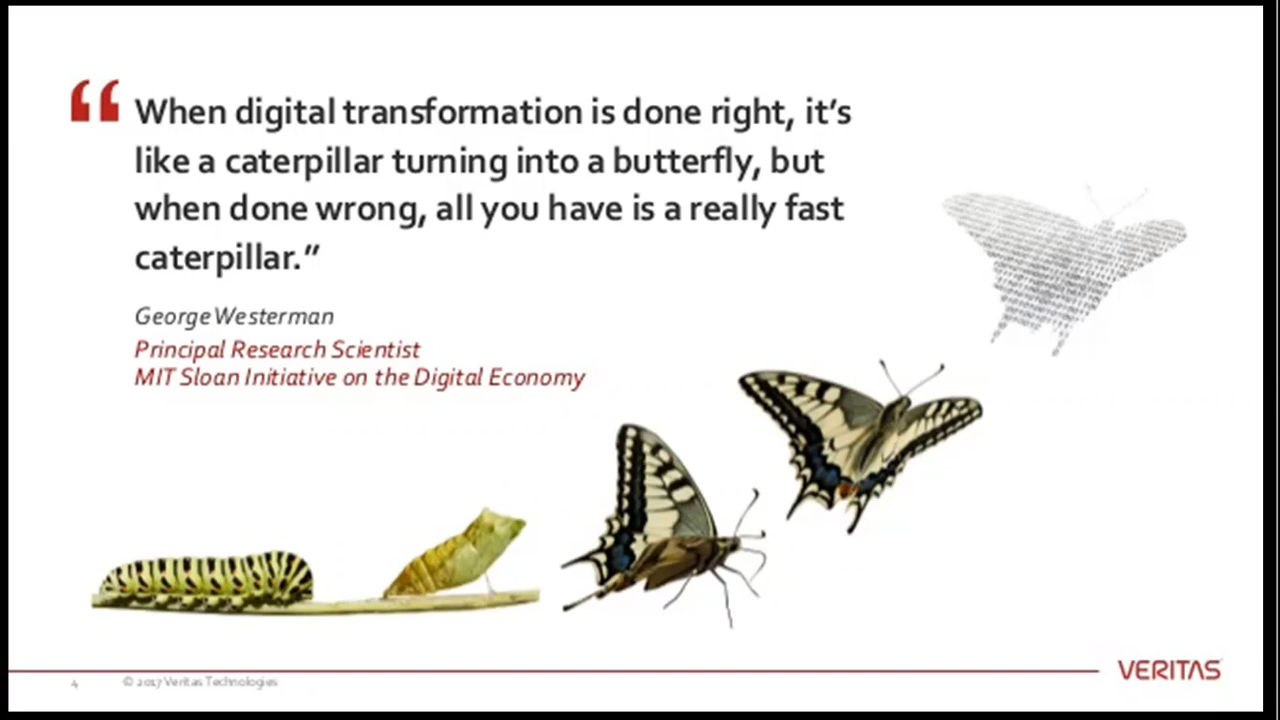 “ When digital transformation is done right, it’s
like a caterpillar turning into a butterfly, but
when done wrong, all you have is a really fast
caterpillar.”
George Westerman
Principal Research Scientist
MIT Sloan Initiative on the Digital Economy
4 © 2017 Veritas Technologies
VERITAS